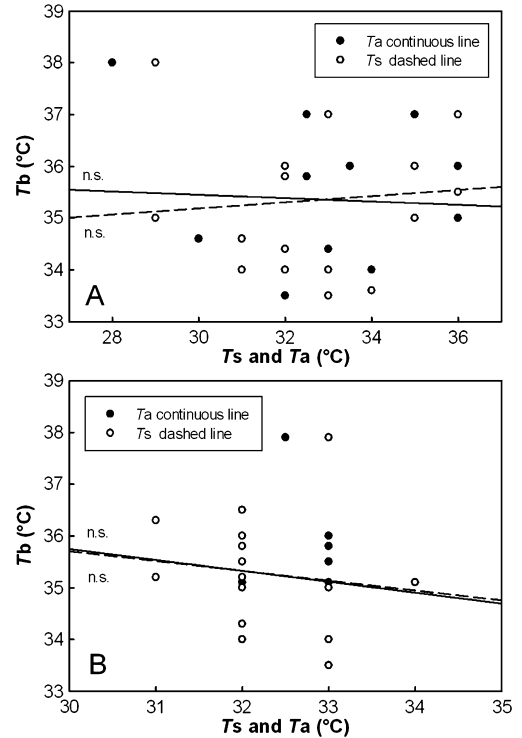 39
38
37
36
35
34
33
Tb (°C)
Ta continuous line
Ts dashed line
n.s.
n.s.
A
28 30 32 34 36
Ts and Ta (°C)
39
38
37
36
35
34
33
Tb (°C)
Ta continuous line
Ts dashed line
n.s.
n.s.
B
30 31 32 33 34 35
Ts and Ta (°C)